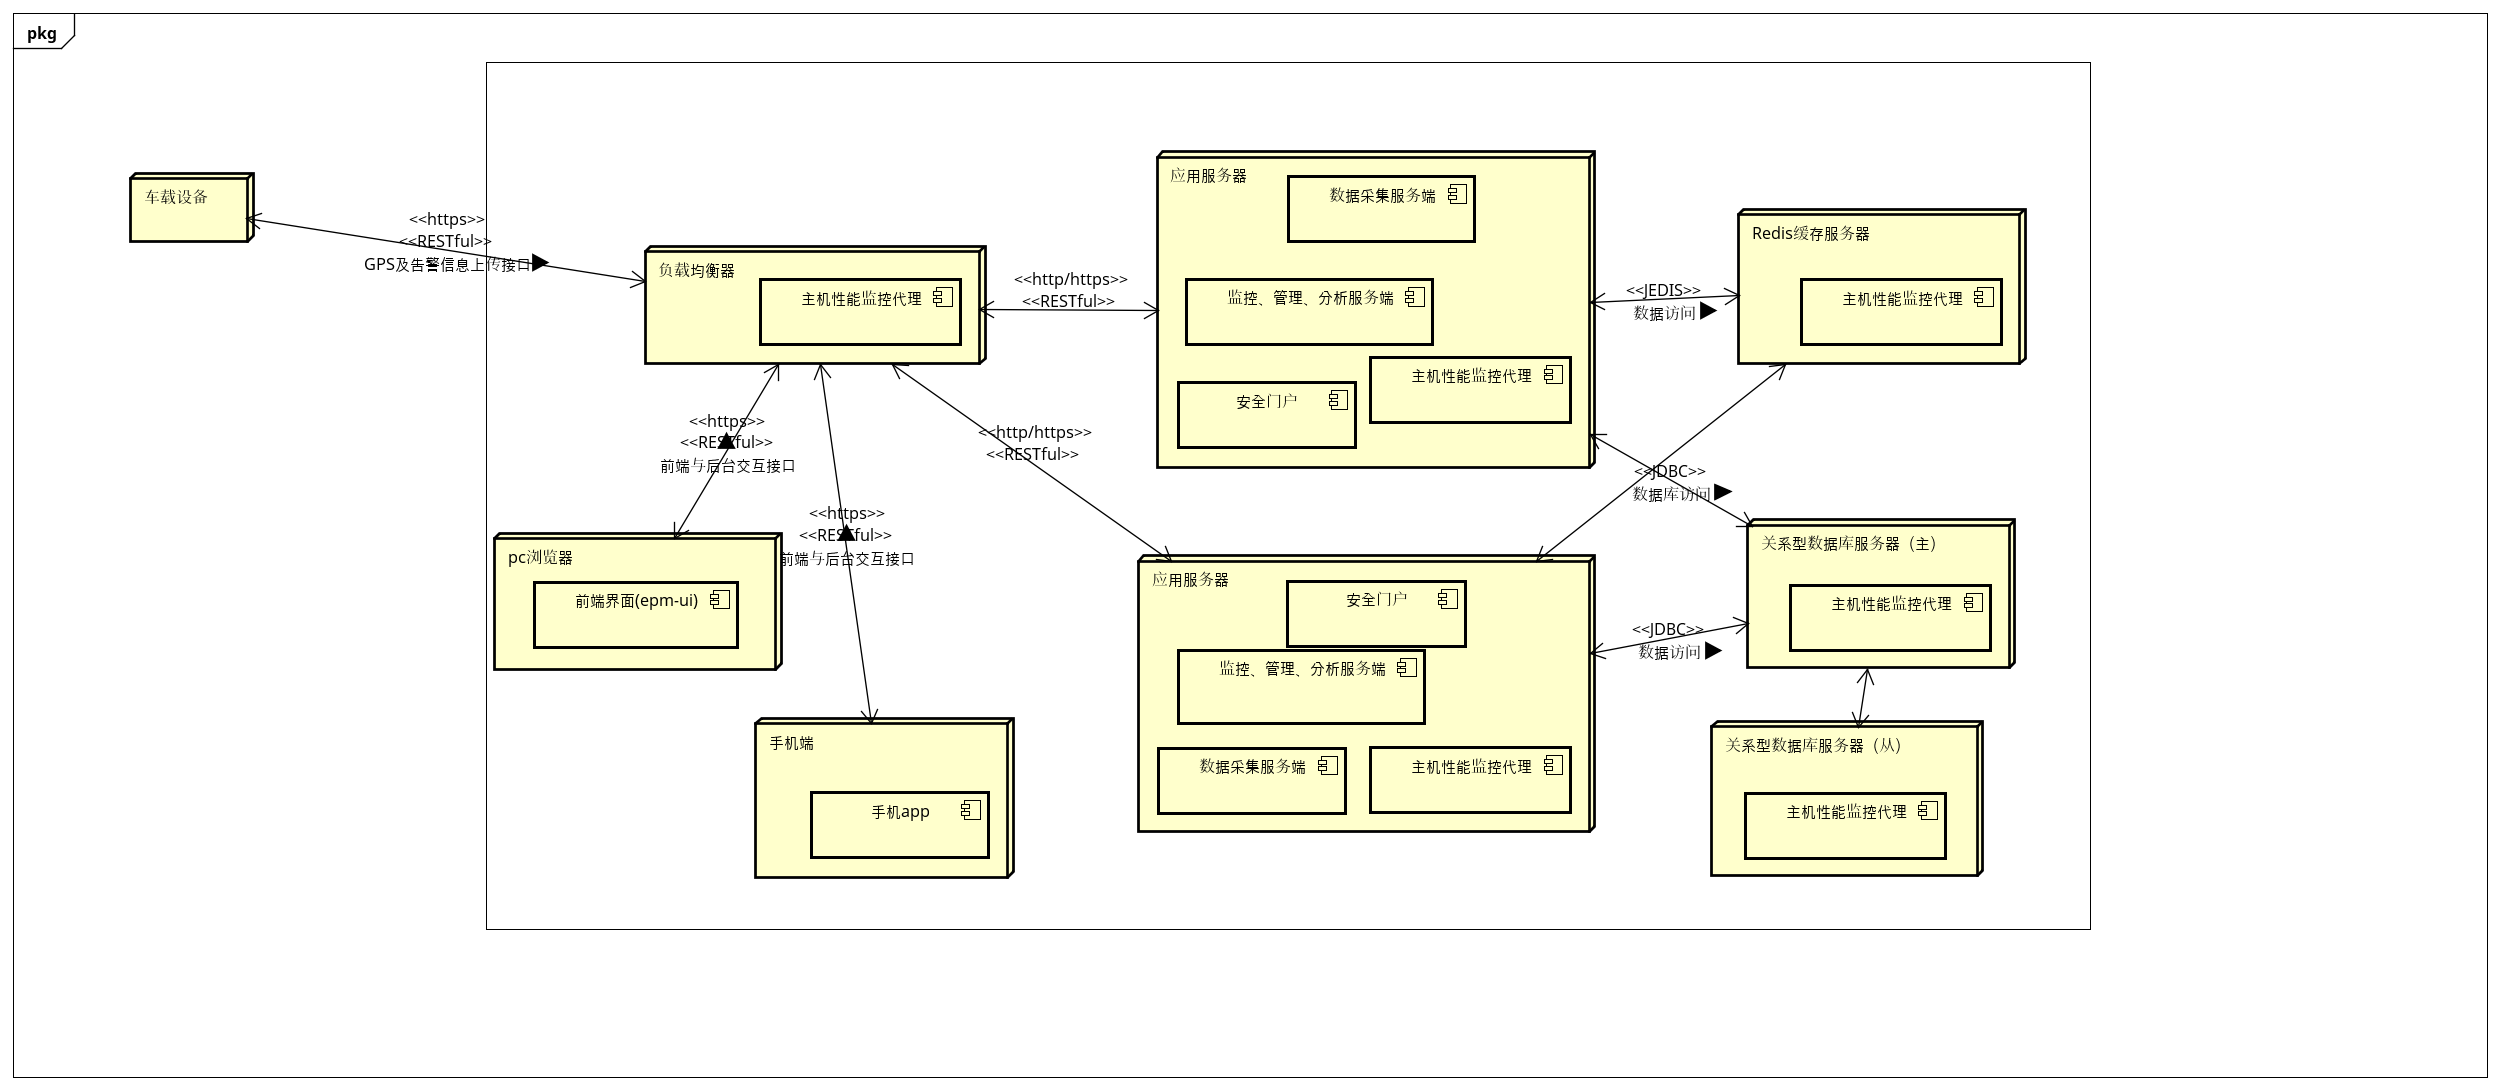 pkg
车载设备
<<https>>
<<RESTful>>
GPS及告警信息上传接口
负载均衡器
主机性能监控代理
<<http/https>>
<<RESTful>>
应用服务器
数据采集服务端
监控、管理、分析服务端
主机性能监控代理
安全门户
<<JEDIS>>
数据访问
Redis缓存服务器
主机性能监控代理
<<https>>
<<RESTful>>
前端与后台交互接口
<<http/https>>
<<RESTful>>
<<JDBC>>
数据库访问
<<https>>
<<RESTful>>
前端与后台交互接口
pc浏览器
前端界面(epm-ui)
应用服务器
安全门户
监控、管理、分析服务端
数据采集服务端
主机性能监控代理
<<JDBC>>
数据访问
关系型数据库服务器（主）
主机性能监控代理
手机端
手机app
关系型数据库服务器（从）
主机性能监控代理